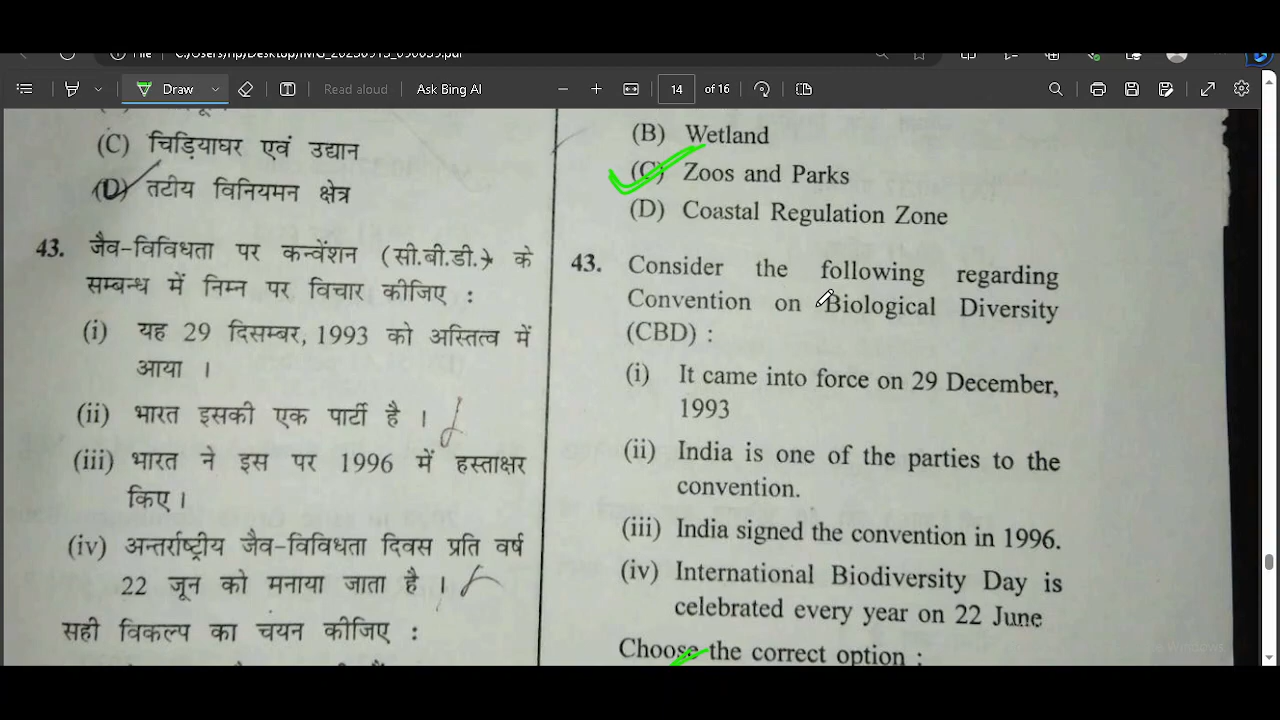 Draw
Read aloud
Ask Bing AI
14 of 16
(C) चिड़ियाघर एवं उद्यान
(D) तटीय विनियमन क्षेत्र
43. जैव-विविधता पर कन्वेंशन (सी.बी.डी.) के
सम्बन्ध में निम्न पर विचार कीजिए :
(i) यह 29 दिसम्बर, 1993 को अस्तित्व में
आया ।
(ii) भारत इसकी एक पार्टी है ।
(iii) भारत ने इस पर 1996 में हस्ताक्षर
किए ।
(iv) अन्तर्राष्ट्रीय जैव-विविधता दिवस प्रति वर्ष
22 जून को मनाया जाता है ।
सही विकल्प का चयन कीजिए :
(B) Wetland
(C) Zoos and Parks
(D) Coastal Regulation Zone
43. Consider the following regarding
Convention on Biological Diversity
(CBD) :
(i) It came into force on 29 December,
1993
(ii) India is one of the parties to the
convention.
(iii) India signed the convention in 1996.
(iv) International Biodiversity Day is
celebrated every year on 22 June
Choose the correct option :